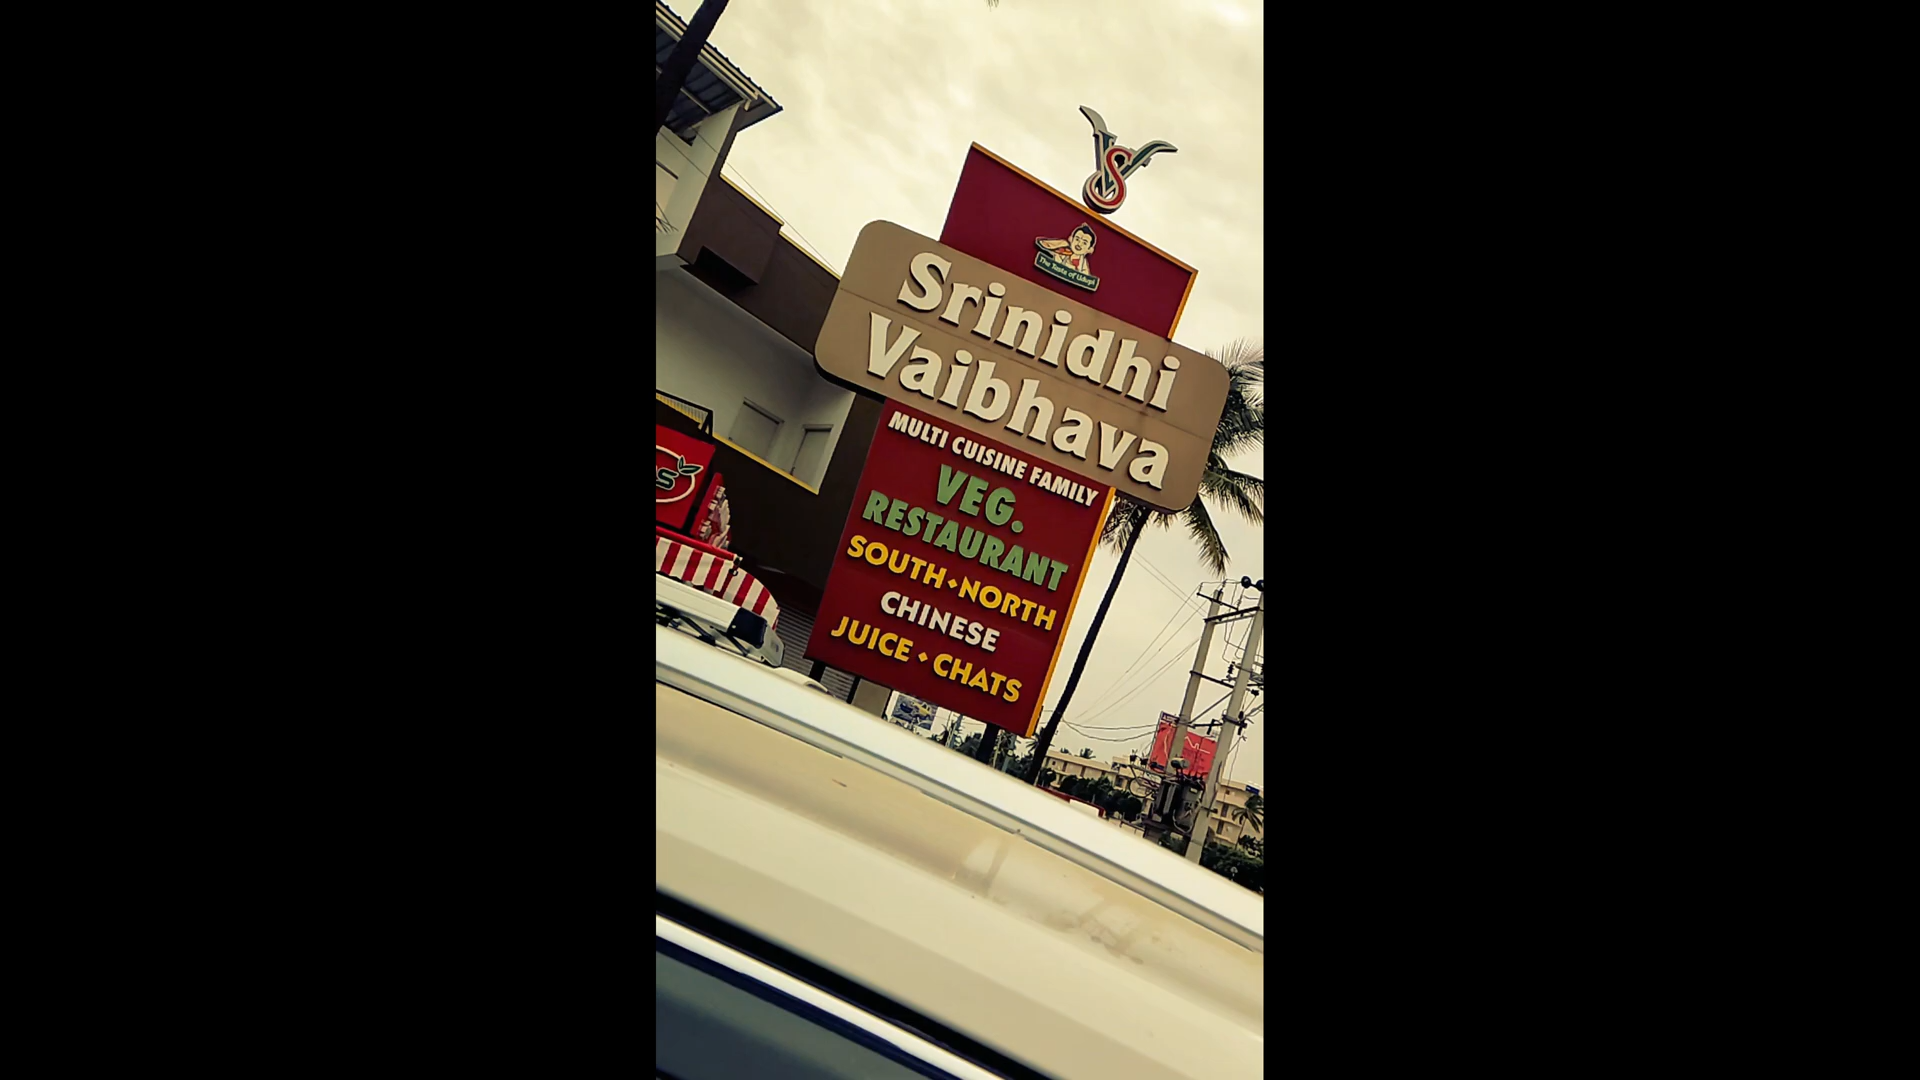 VS
The Taste of Udupi
Srinidhi
Vaibhava
MULTI CUISINE FAMILY
VEG.
RESTAURANT
SOUTH • NORTH
CHINESE
JUICE • CHATS